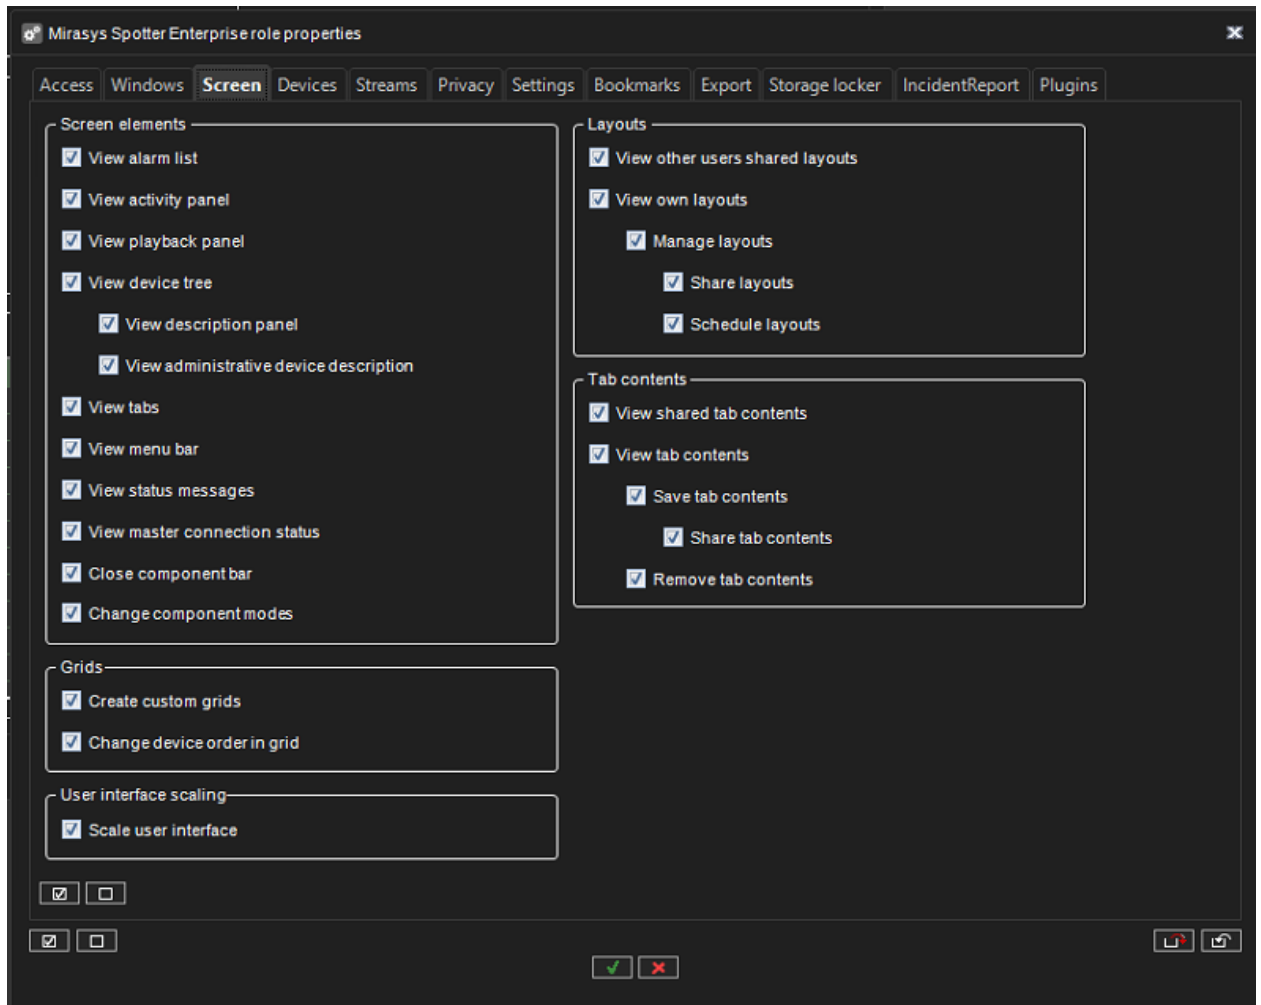 Mirasys Spotter Enterprise role properties
Access Windows Screen Devices Streams Privacy Settings Bookmarks Export Storage locker IncidentReport Plugins
Screen elements
View alarm list
View activity panel
View playback panel
View device tree
View description panel
View administrative device description
View tabs
View menu bar
View status messages
View master connection status
Close component bar
Change component modes
Grids
Create custom grids
Change device order in grid
User interface scaling
Scale user interface
Layouts
View other users shared layouts
View own layouts
Manage layouts
Share layouts
Schedule layouts
Tab contents
View shared tab contents
View tab contents
Save tab contents
Share tab contents
Remove tab contents